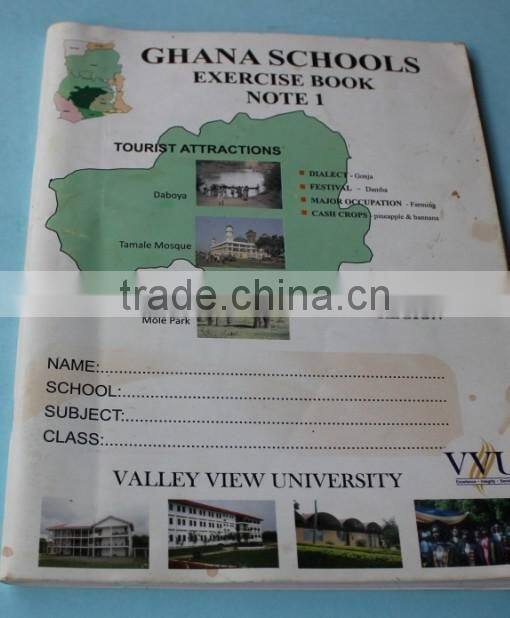 GHANA SCHOOLS
EXERCISE BOOK
NOTE 1
TOURIST ATTRACTIONS
DIALECT - Gonja
FESTIVAL - Damba
Daboya
MAJOR OCCUPATION - Farmoig
CASH CROPS - pineapple & bannana
Tamale Mosque
trade.china.cn
Mole Park
NAME:
SCHOOL:
SUBJECT:
CLASS:
VVU
VALLEY VIEW UNIVERSITY